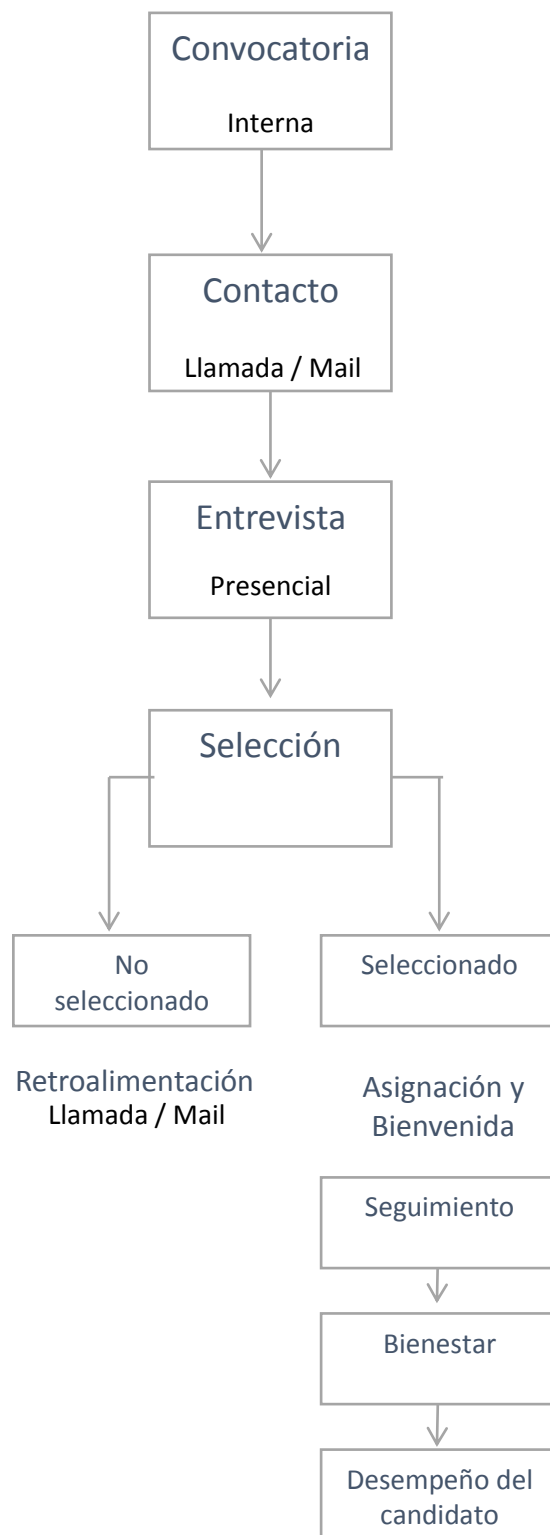 Convocatoria
Interna
Contacto
Llamada / Mail
Entrevista
Presencial
Selección
No
seleccionado
Retroalimentación
Llamada / Mail
Seleccionado
Asignación y
Bienvenida
Seguimiento
Bienestar
Desempeño del
candidato